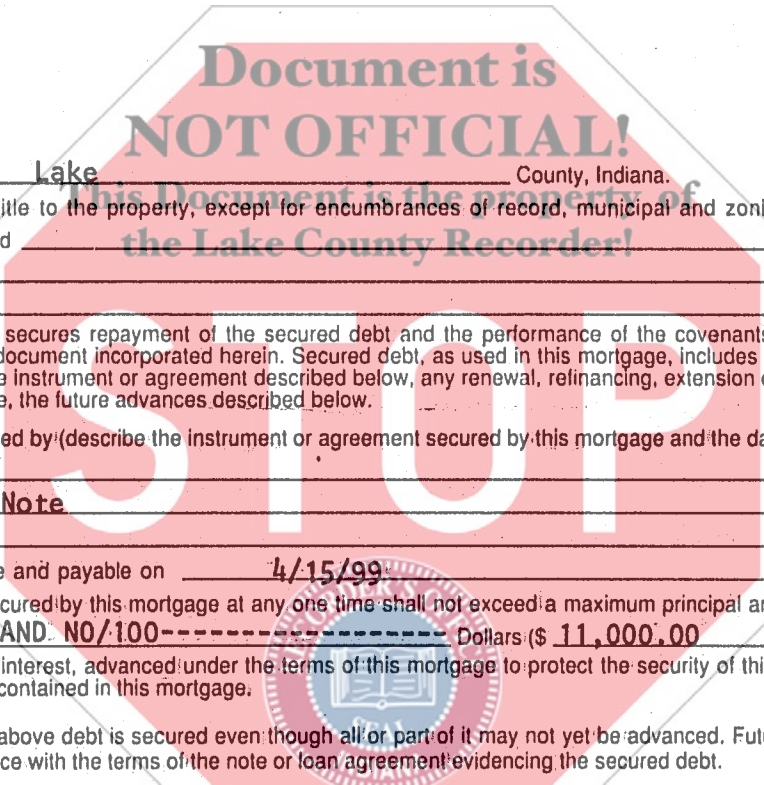 Document is
NOT OFFICIAL!
Lake County, Indiana.
This Document is the property of
itle to the property, except for encumbrances of record, municipal and zoni
d
the Lake County Recorder!
secures repayment of the secured debt and the performance of the covenants
document incorporated herein. Secured debt, as used in this mortgage, includes
e instrument or agreement described below, any renewal, refinancing, extension
e, the future advances described below.
ed by (describe the instrument or agreement secured by this mortgage and the da
STOP
Note
e and payable on 4/15/99
cured by this mortgage at any one time shall not exceed a maximum principal a
AND NO/100------------------ Dollars ($ 11,000.00
interest, advanced under the terms of this mortgage to protect the security of thi
contained in this mortgage.
above debt is secured even though all or part of it may not yet be advanced. Fut
SEAL
ce with the terms of the note or loan agreement evidencing the secured debt.